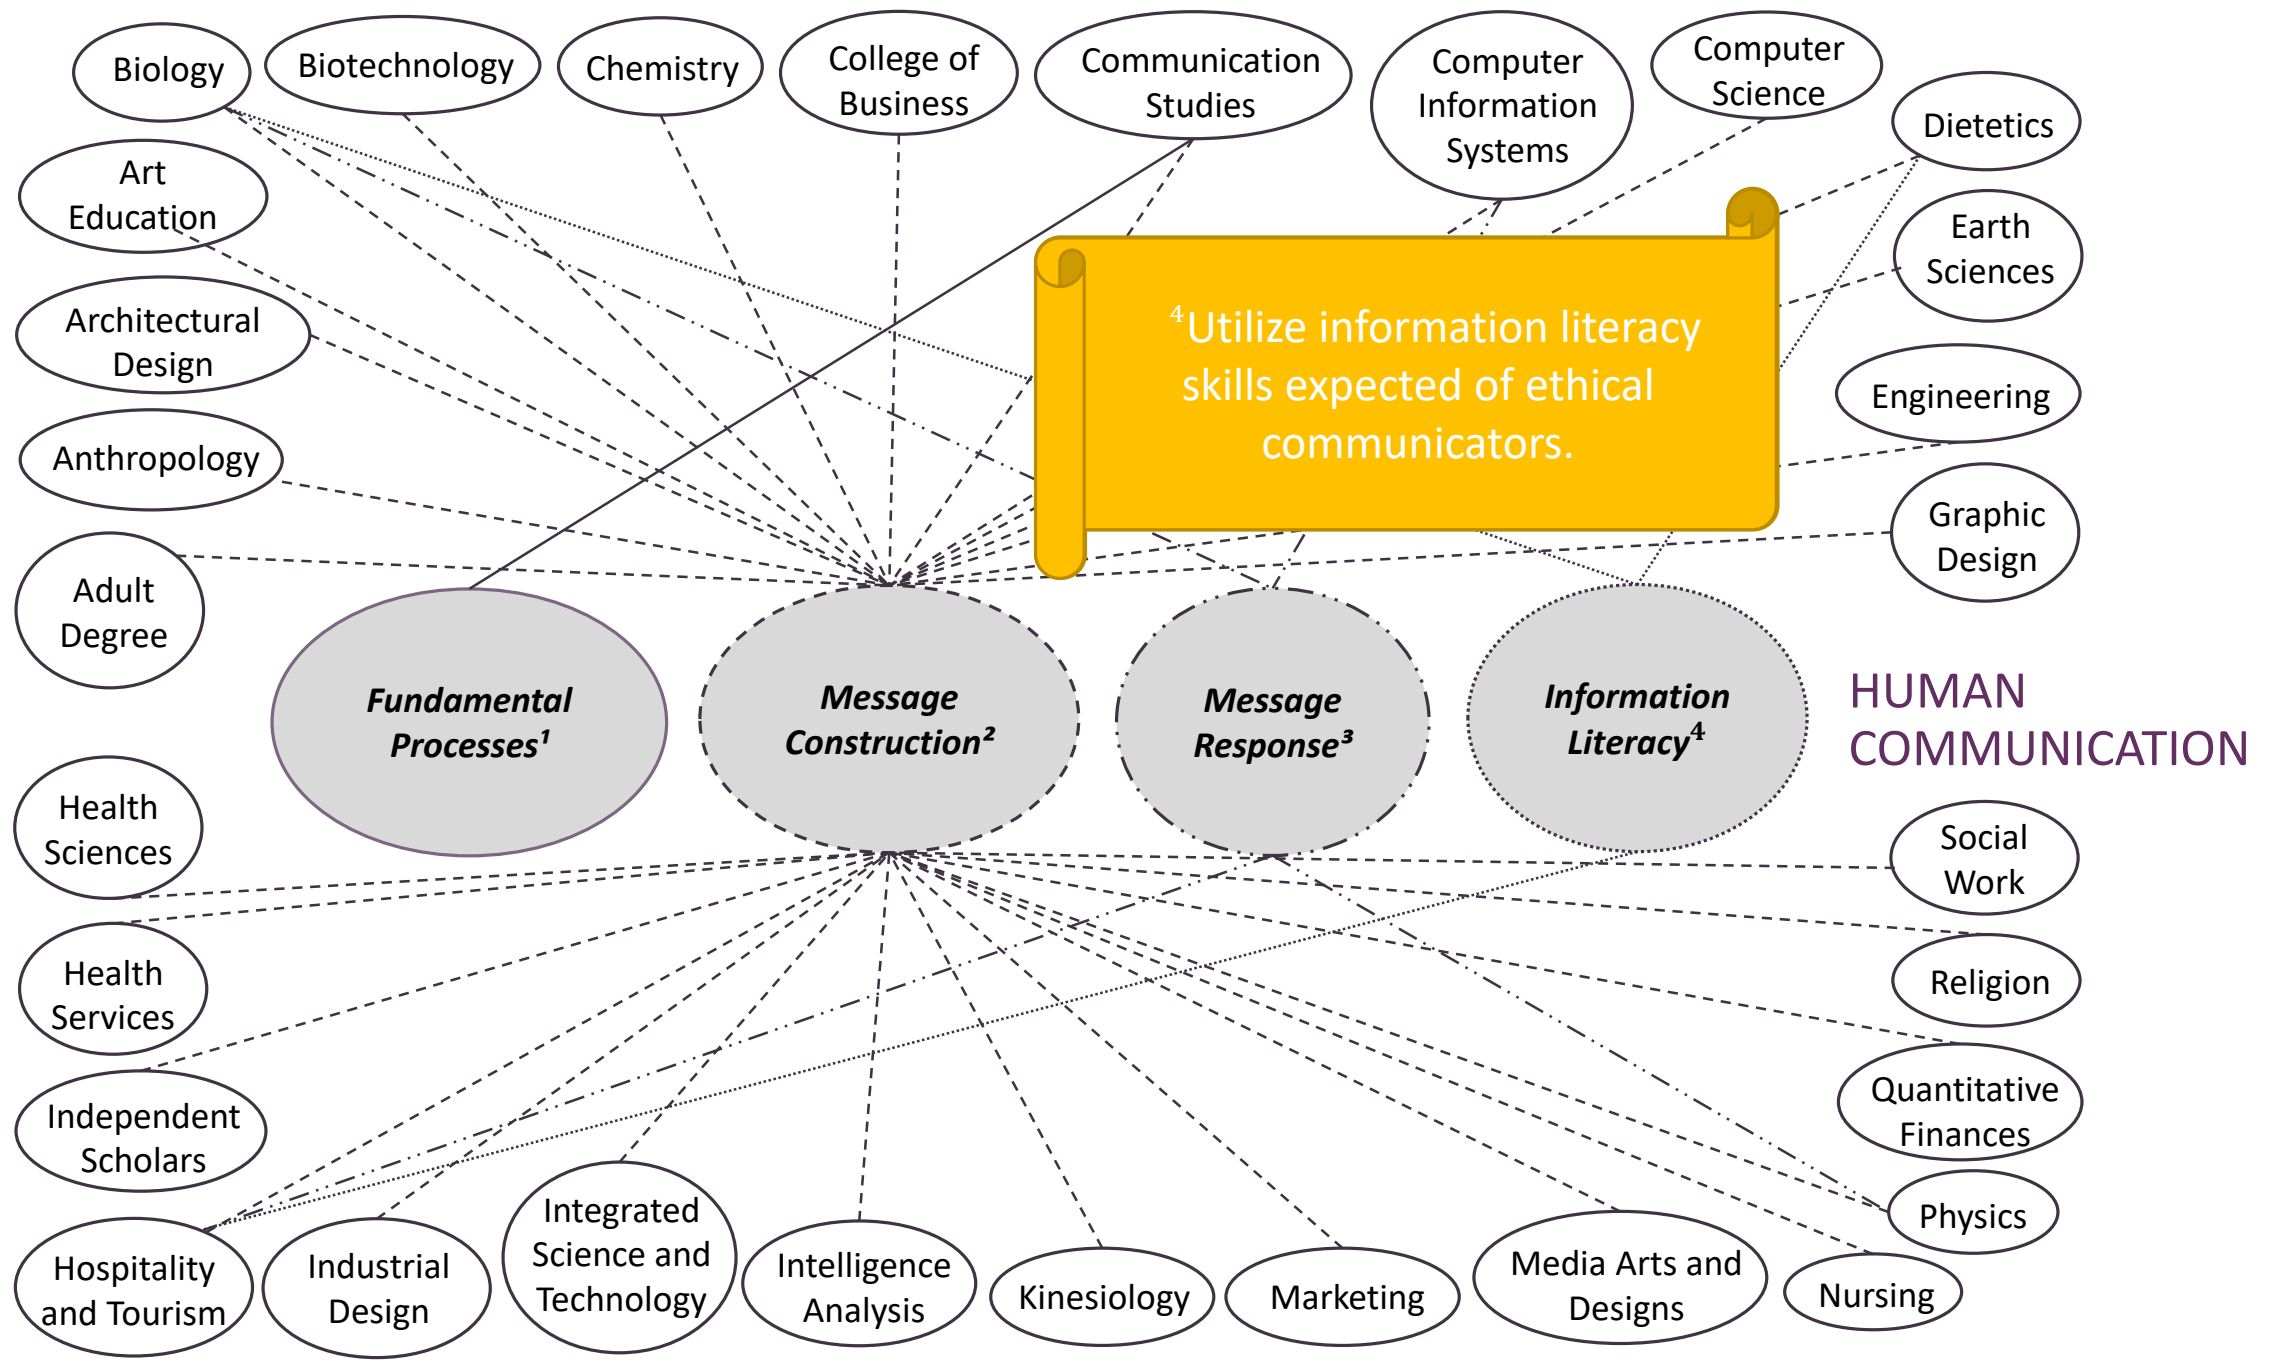 Biology
Biotechnology
Chemistry
College of
Business
Communication
Studies
Computer
Information
Systems
Computer
Science
Dietetics
Art
Education
Earth
Sciences
Architectural
Design
⁴Utilize information literacy
skills expected of ethical
communicators.
Engineering
Anthropology
Graphic
Design
Adult
Degree
Fundamental
Processes¹
Message
Construction²
Message
Response³
Information
Literacy⁴
HUMAN
COMMUNICATION
Health
Sciences
Social
Work
Health
Services
Religion
Independent
Scholars
Quantitative
Finances
Physics
Hospitality
and Tourism
Industrial
Design
Integrated
Science and
Technology
Intelligence
Analysis
Kinesiology
Marketing
Media Arts and
Designs
Nursing